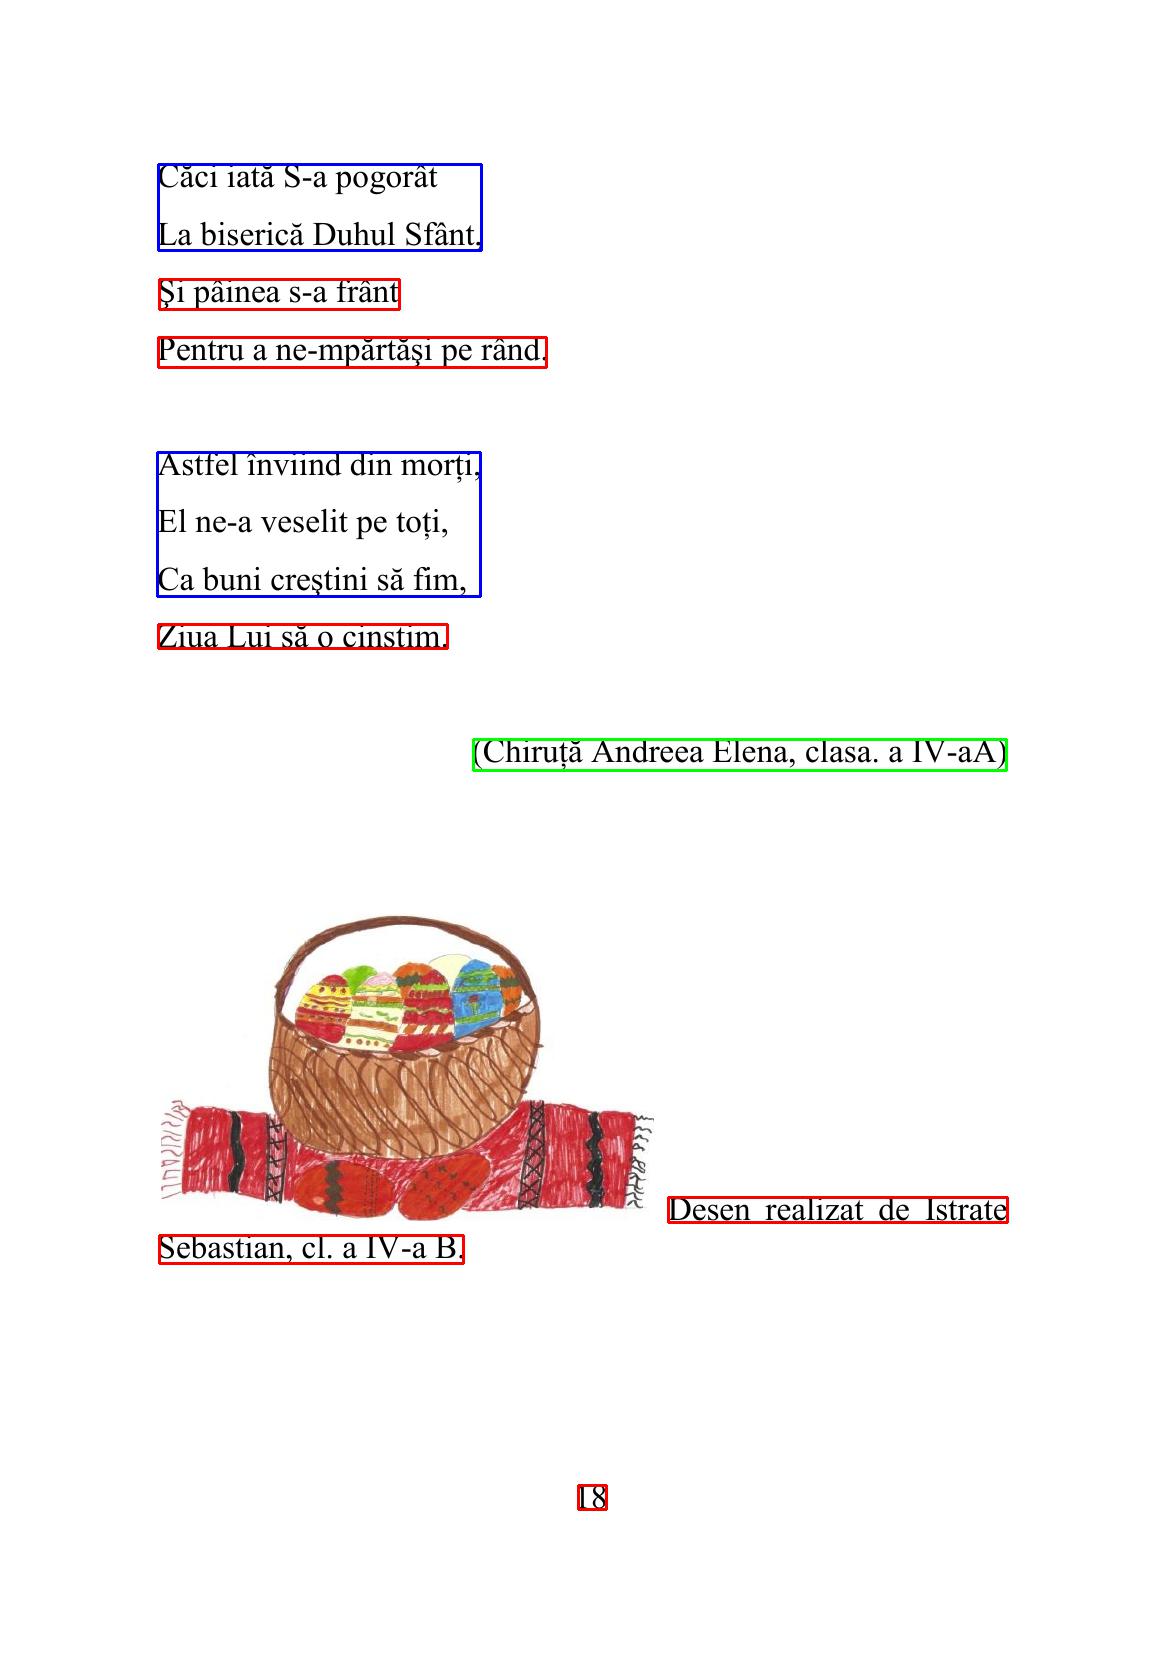 Căci iată S-a pogorât
La biserică Duhul Sfânt.
Şi pâinea s-a frânt
Pentru a ne-mpărtăşi pe rând.
Astfel înviind din morți,
El ne-a veselit pe toți,
Ca buni creştini să fim,
Ziua Lui să o cinstim.
(Chiruță Andreea Elena, clasa. a IV-aA)
Desen realizat de Istrate
Sebastian, cl. a IV-a B.
18